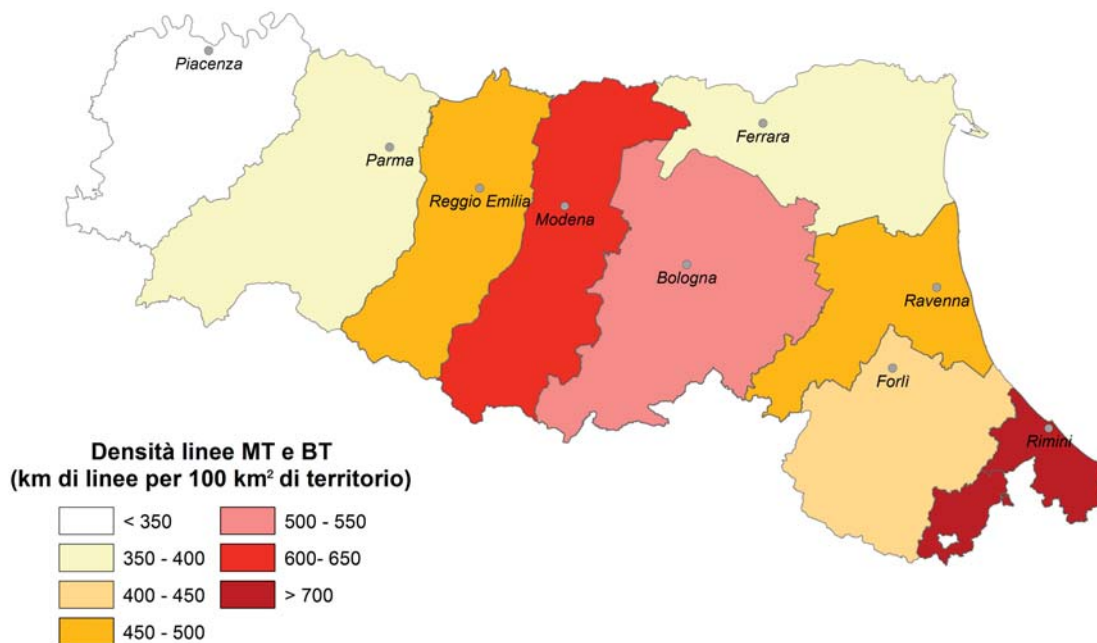 Piacenza
Parma
Reggio Emilia
Modena
Ferrara
Bologna
Ravenna
Forlì
Rimini
Densità linee MT e BT
(km di linee per 100 km² di territorio)
< 350
350 - 400
400 - 450
450 - 500
500 - 550
600- 650
> 700